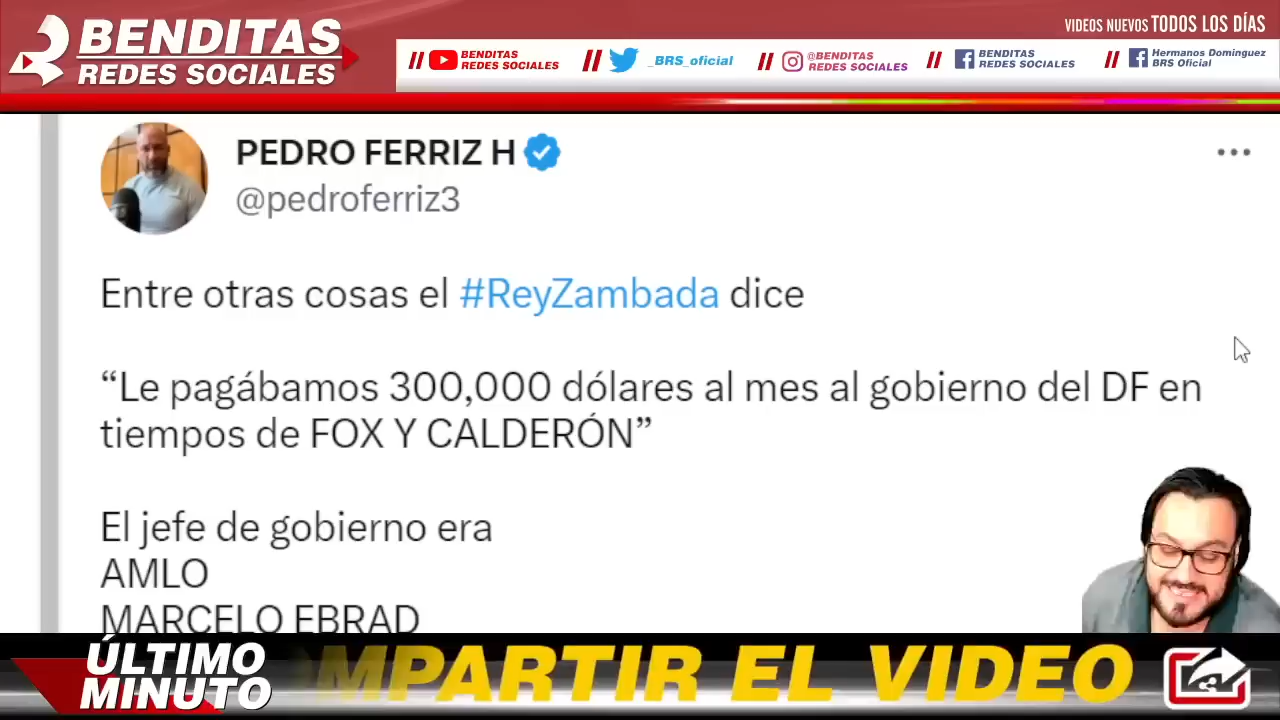 BENDITAS
REDES SOCIALES
VIDEOS NUEVOS TODOS LOS DÍAS
// BENDITAS REDES SOCIALES
// _BRS_oficial
// @BENDITAS REDES SOCIALES
// BENDITAS REDES SOCIALES
// Hermanos Dominguez BRS Oficial
PEDRO FERRIZ H
@pedroferriz3
Entre otras cosas el #ReyZambada dice
“Le pagábamos 300,000 dólares al mes al gobierno del DF en
tiempos de FOX Y CALDERÓN”
El jefe de gobierno era
AMLO
MARCELO EBRAD
ÚLTIMO
MINUTO
MPARTIR EL VIDEO